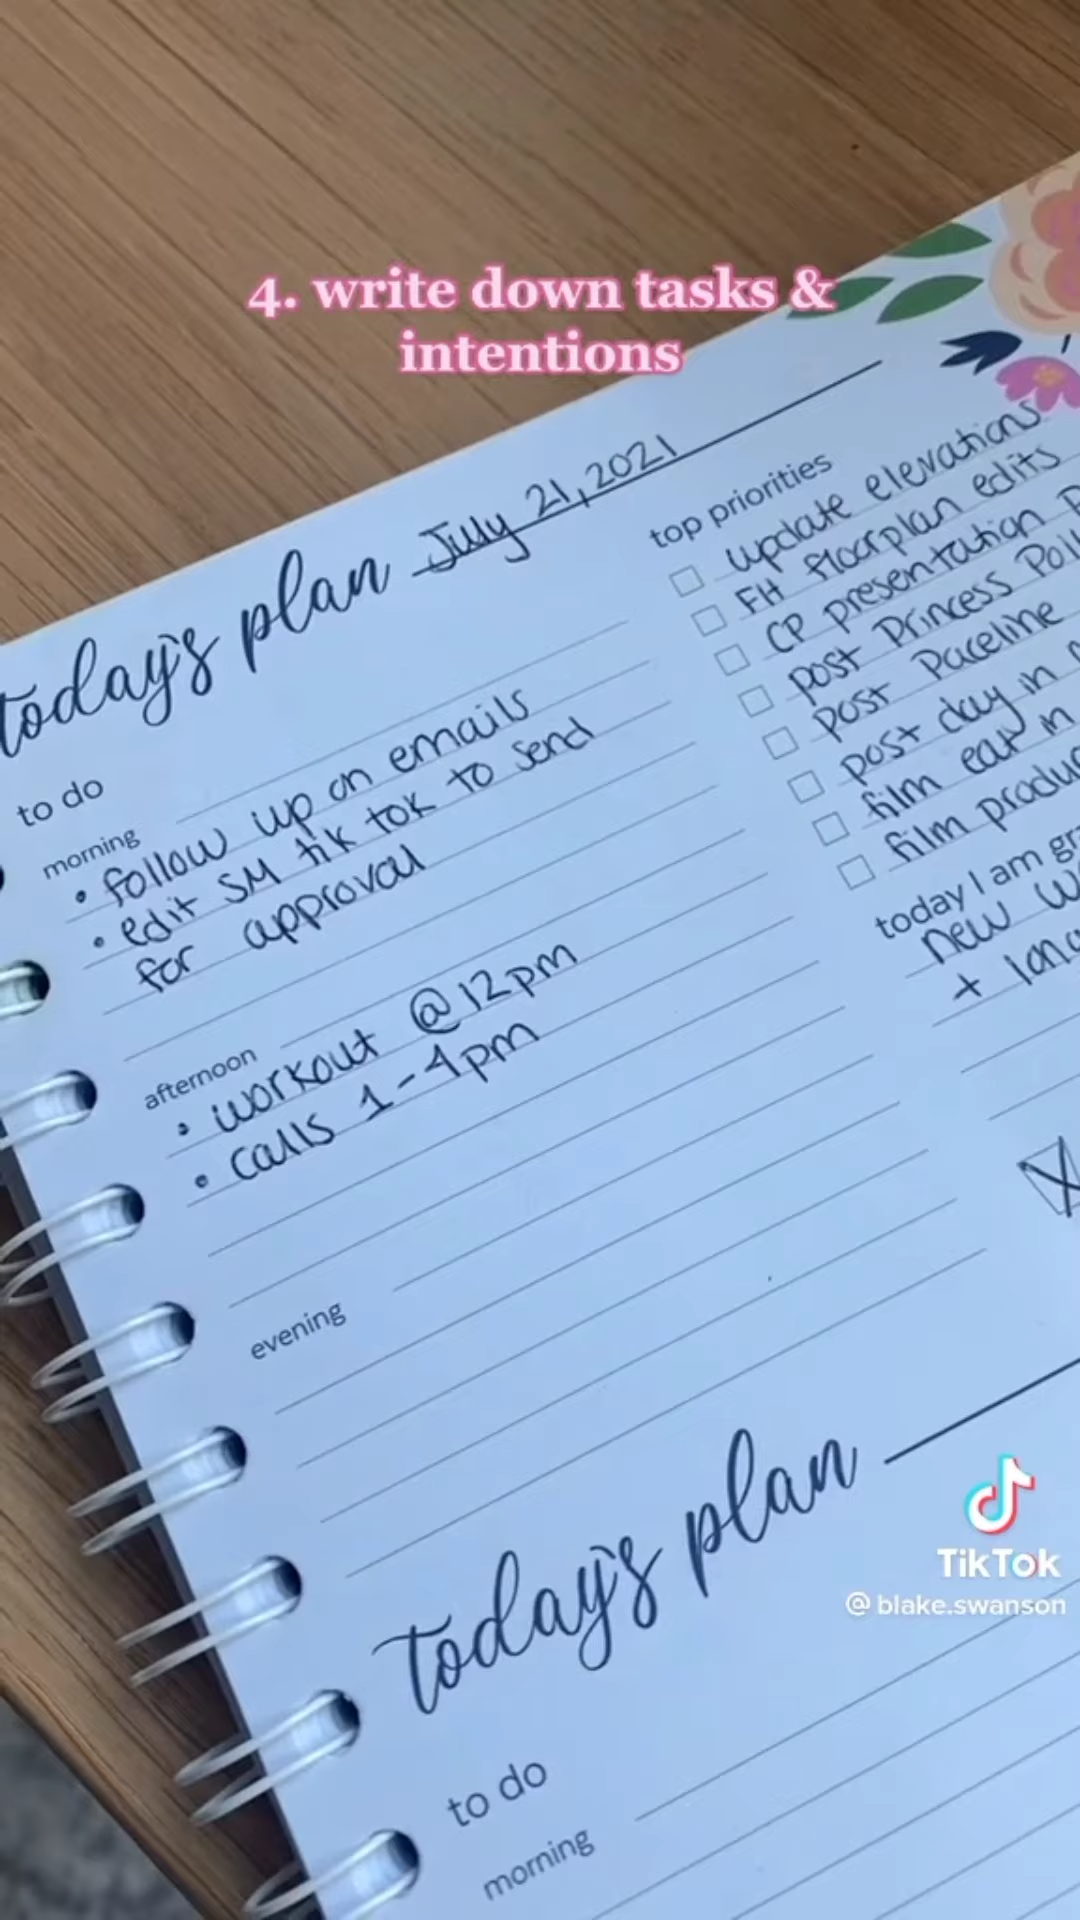 4. write down tasks &
intentions
today's plan July 21, 2021
to do
morning
• follow up on emails
• edit SM tik tok to send
for approval
afternoon
• workout @ 12pm
• calls 1-4pm
evening
top priorities
update elevations
FH floorplan edits
CP presentation
post Princess
post Paceline
post day in
film eat in
film
today I am
new
+
today's plan
to do
morning
TikTok
@blake.swanson